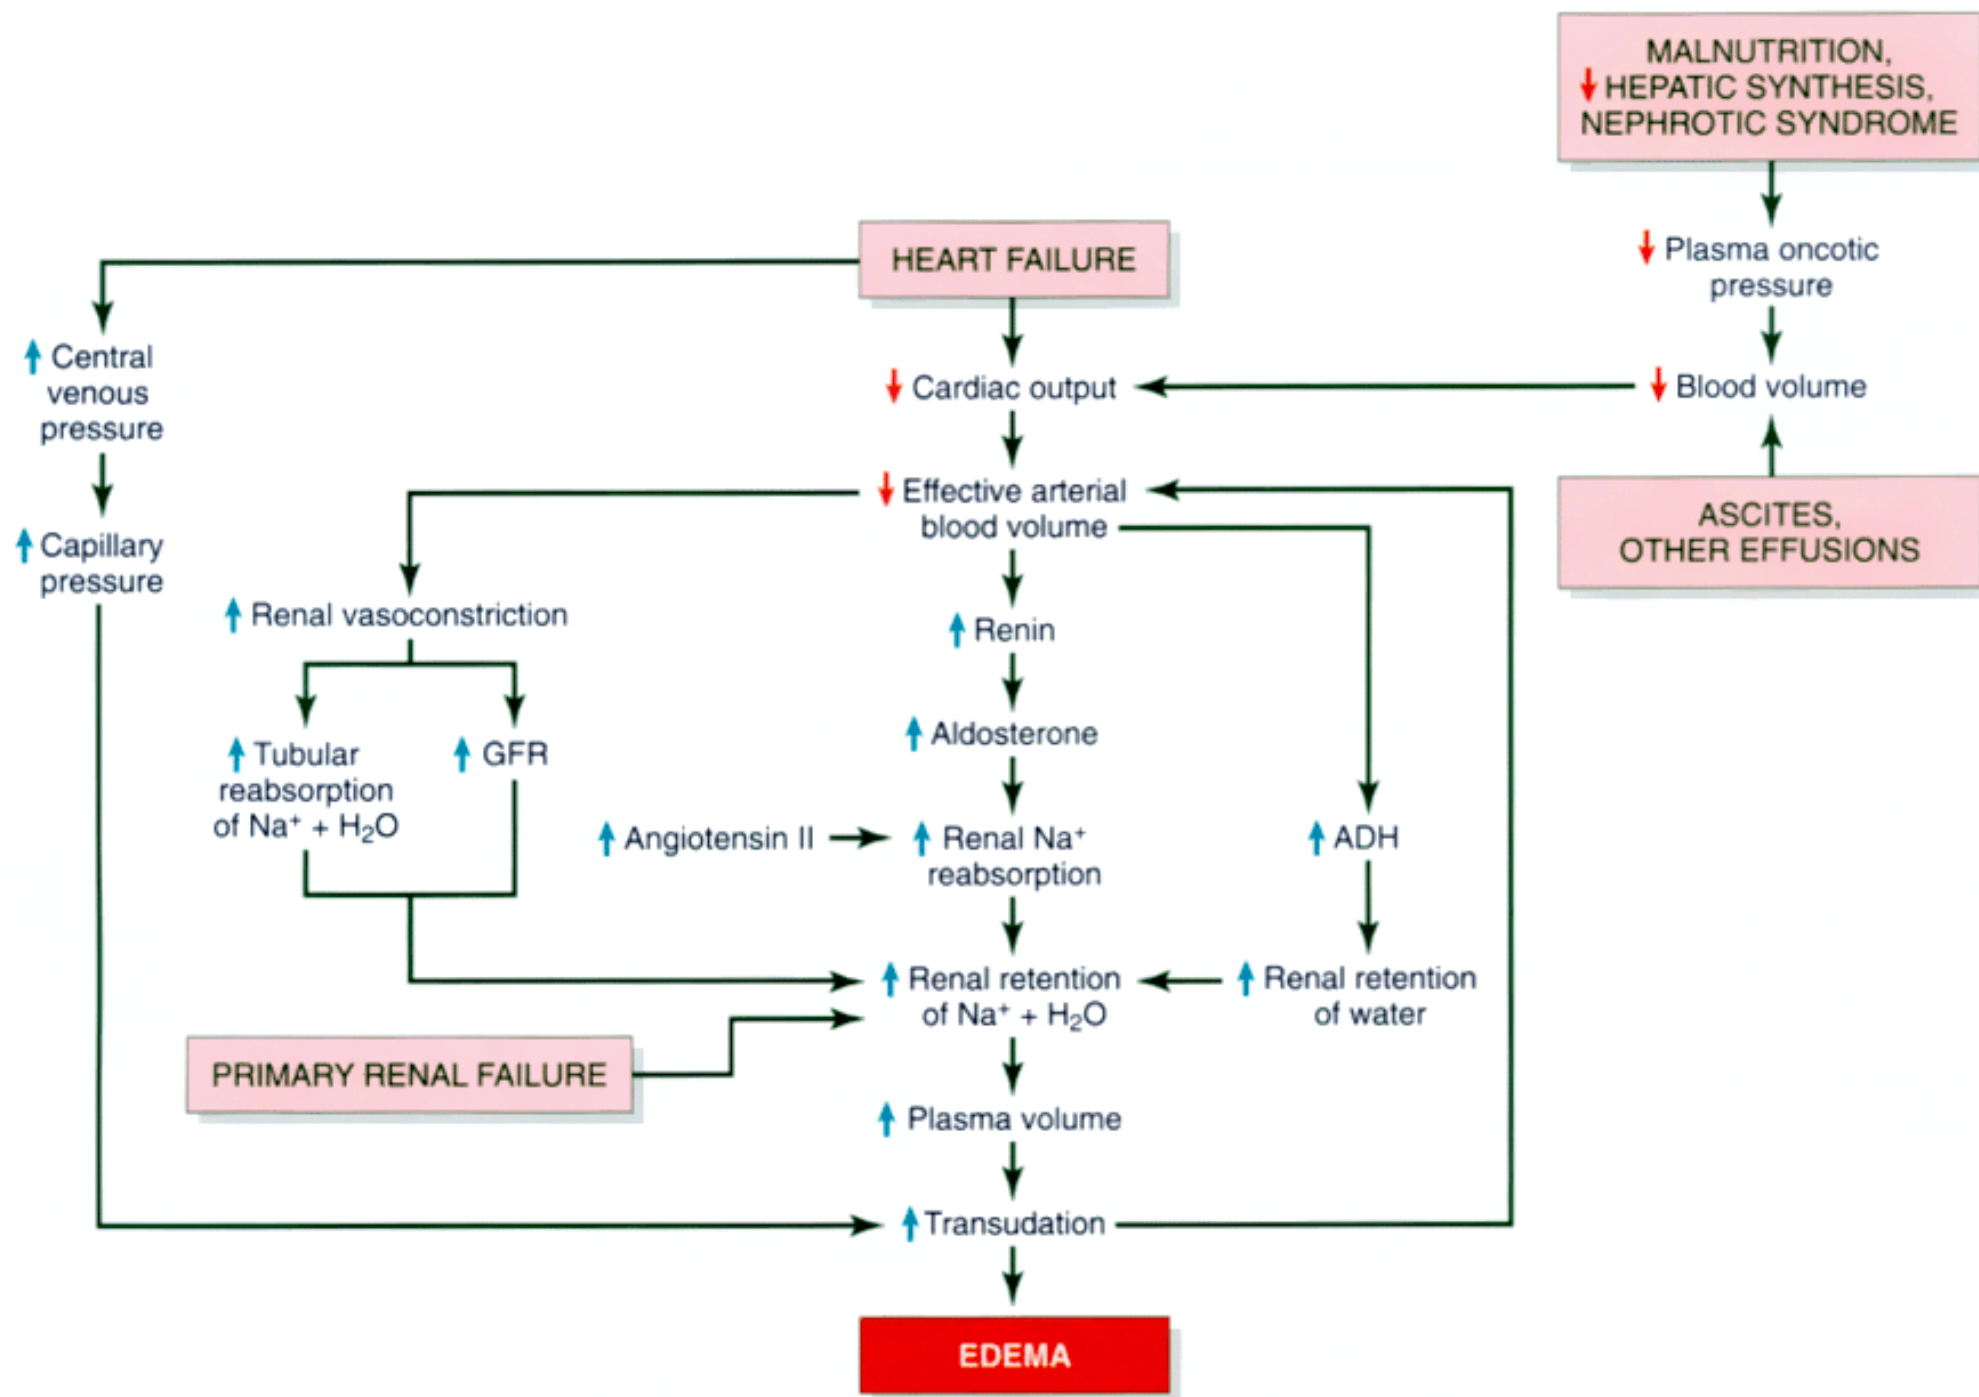 MALNUTRITION,
↓ HEPATIC SYNTHESIS,
NEPHROTIC SYNDROME
HEART FAILURE
↓ Plasma oncotic
pressure
↑ Central
venous
pressure
↓ Cardiac output
↓ Blood volume
↓ Effective arterial
blood volume
ASCITES,
OTHER EFFUSIONS
↑ Capillary
pressure
↑ Renal vasoconstriction
↑ Renin
↑ Tubular
reabsorption
of Na⁺ + H₂O
↑ GFR
↑ Aldosterone
↑ Angiotensin II
↑ Renal Na⁺
reabsorption
↑ ADH
↑ Renal retention
of Na⁺ + H₂O
↑ Renal retention
of water
PRIMARY RENAL FAILURE
↑ Plasma volume
↑ Transudation
EDEMA